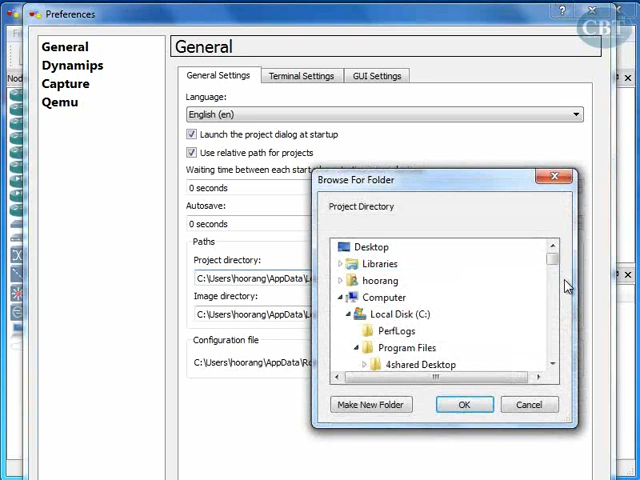 Preferences
CBT
General
Dynamips
Capture
Qemu
General
General Settings
Terminal Settings
GUI Settings
Language:
English (en)
Launch the project dialog at startup
Use relative path for projects
Waiting time between each
0 seconds
Autosave:
0 seconds
Paths
Project directory:
C:\Users\hoorang\AppData\
Image directory:
C:\Users\hoorang\AppData\
Configuration file
C:\Users\hoorang\AppData\
Browse For Folder
Project Directory
Desktop
Libraries
hoorang
Computer
Local Disk (C:)
PerfLogs
Program Files
4shared Desktop
Make New Folder
OK
Cancel